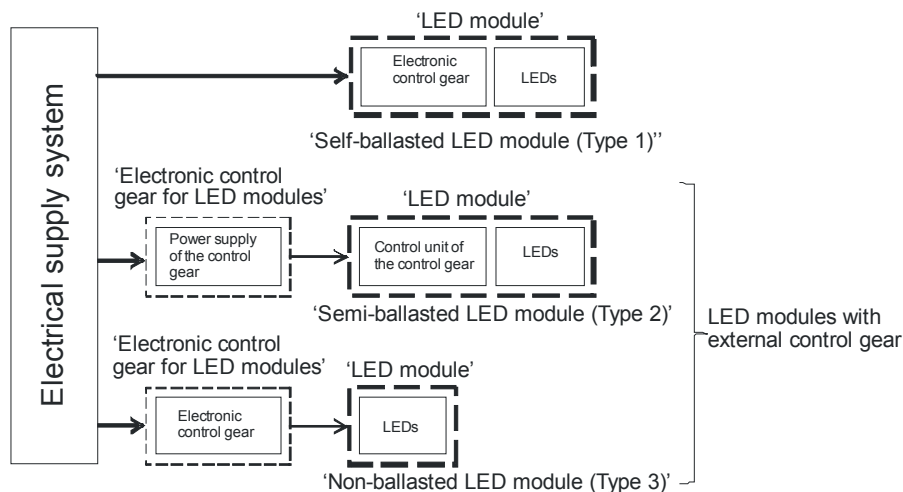 Electrical supply system
'LED module'
Electronic
control gear
LEDs
'Self-ballasted LED module (Type 1)''
'Electronic control
gear for LED modules'
'LED module'
Power supply
of the control
gear
Control unit of
the control gear
LEDs
'Semi-ballasted LED module (Type 2)'
LED modules with
external control gear
'Electronic control
gear for LED modules'
'LED module'
Electronic
control gear
LEDs
'Non-ballasted LED module (Type 3)'